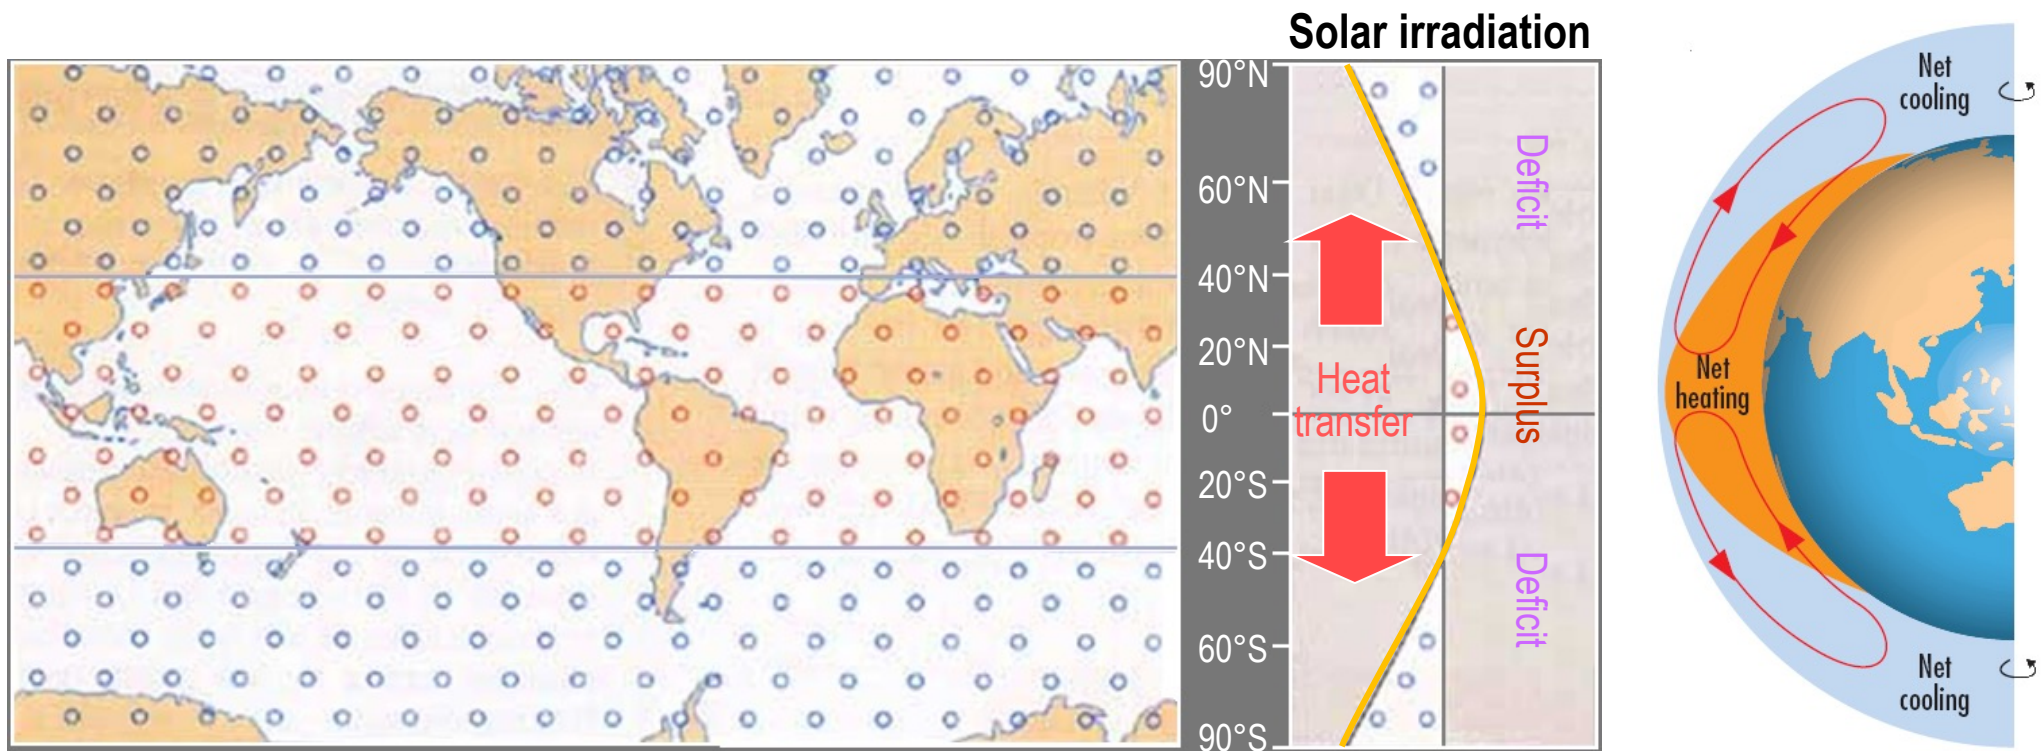 Solar irradiation
90°N
60°N
40°N
20°N
0°
20°S
40°S
60°S
90°S
Heat
transfer
Deficit
Surplus
Deficit
Net
cooling
Net
heating
Net
cooling